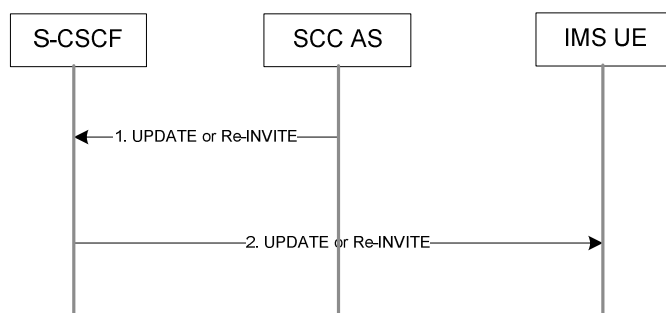 S-CSCF
SCC AS
IMS UE
1. UPDATE or Re-INVITE
2. UPDATE or Re-INVITE